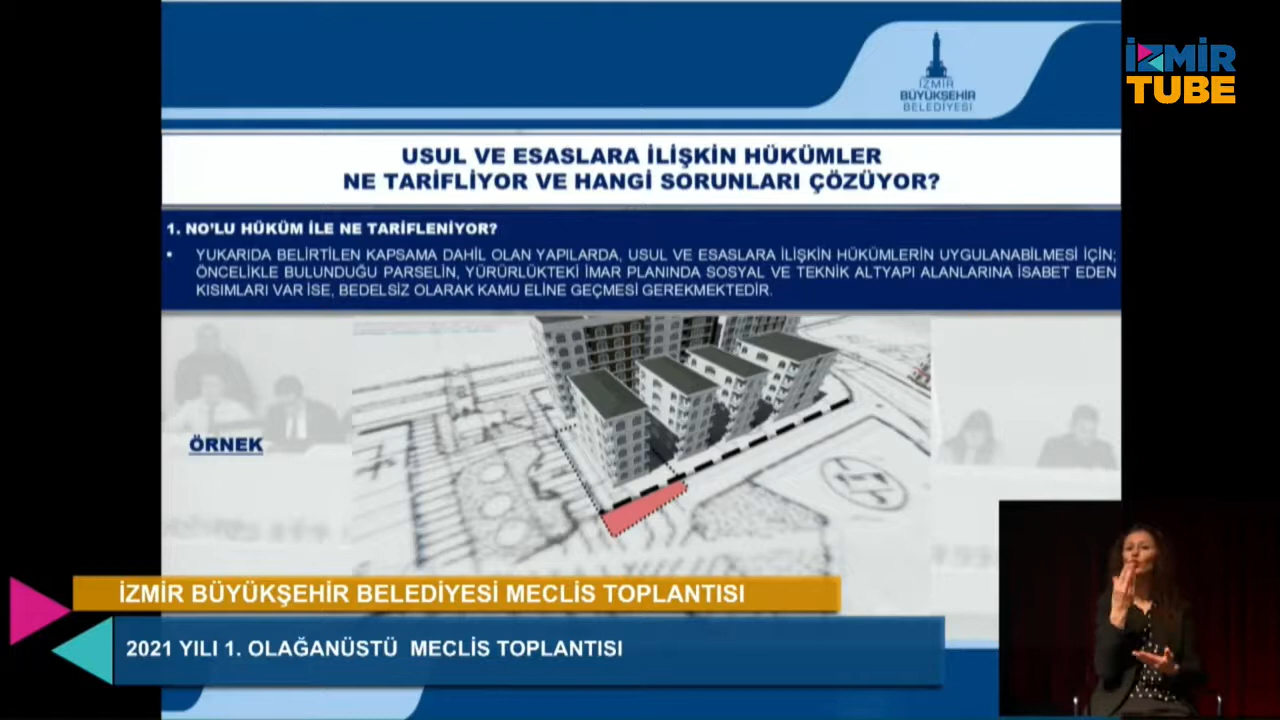 İZMİR
TUBE
İZMİR
BÜYÜKŞEHİR
BELEDİYESİ
USUL VE ESASLARA İLİŞKİN HÜKÜMLER
NE TARİFLİYOR VE HANGİ SORUNLARI ÇÖZÜYOR?
1. NO'LU HÜKÜM İLE NE TARİFLENİYOR?
▪ YUKARIDA BELİRTİLEN KAPSAMA DAHİL OLAN YAPILARDA, USUL VE ESASLARA İLİŞKİN HÜKÜMLERİN UYGULANABİLMESİ İÇİN;
ÖNCELİKLE BULUNDUĞU PARSELİN, YÜRÜRLÜKTEKİ İMAR PLANINDA SOSYAL VE TEKNİK ALTYAPI ALANLARINA İSABET EDEN
KISIMLARI VAR İSE, BEDELSİZ OLARAK KAMU ELİNE GEÇMESİ GEREKMEKTEDİR.
ÖRNEK
İZMİR BÜYÜKŞEHİR BELEDİYESİ MECLİS TOPLANTISI
2021 YILI 1. OLAĞANÜSTÜ MECLİS TOPLANTISI